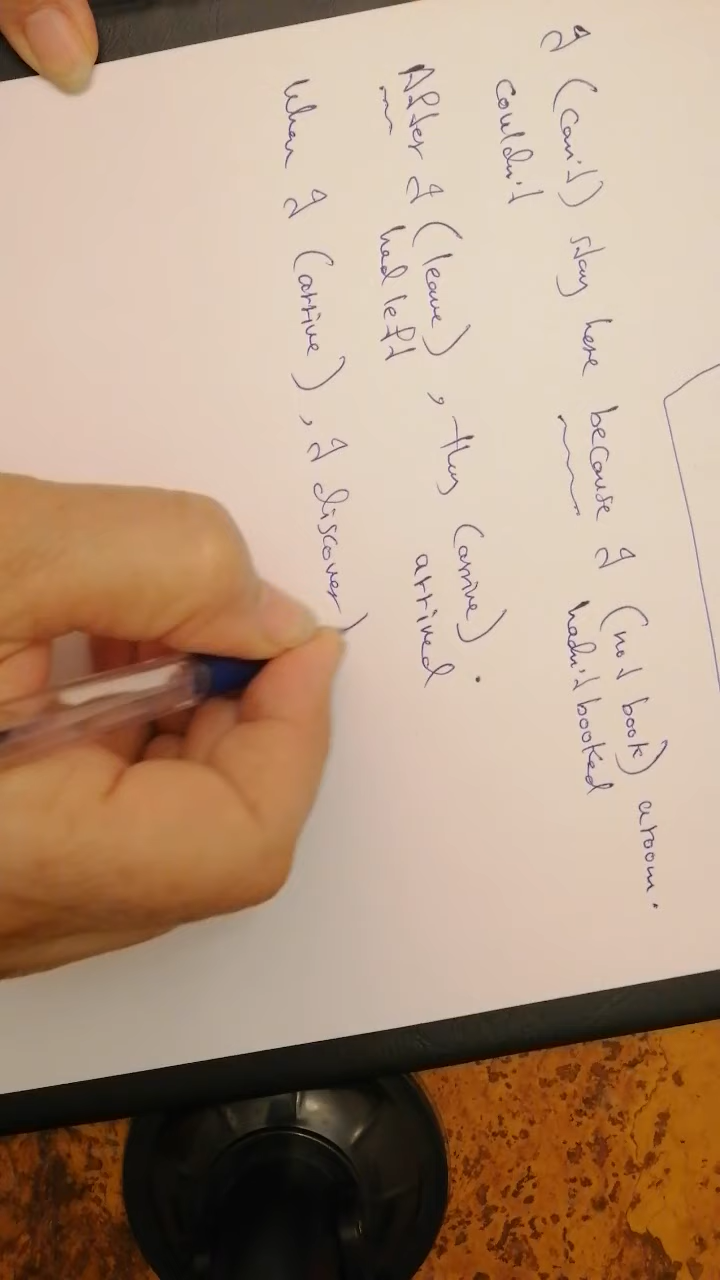 I (can't) stay here because I (not book) a room.
couldn't hadn't booked
After I (leave), they (arrive).
had left arrived
When I (arrive), I discover)